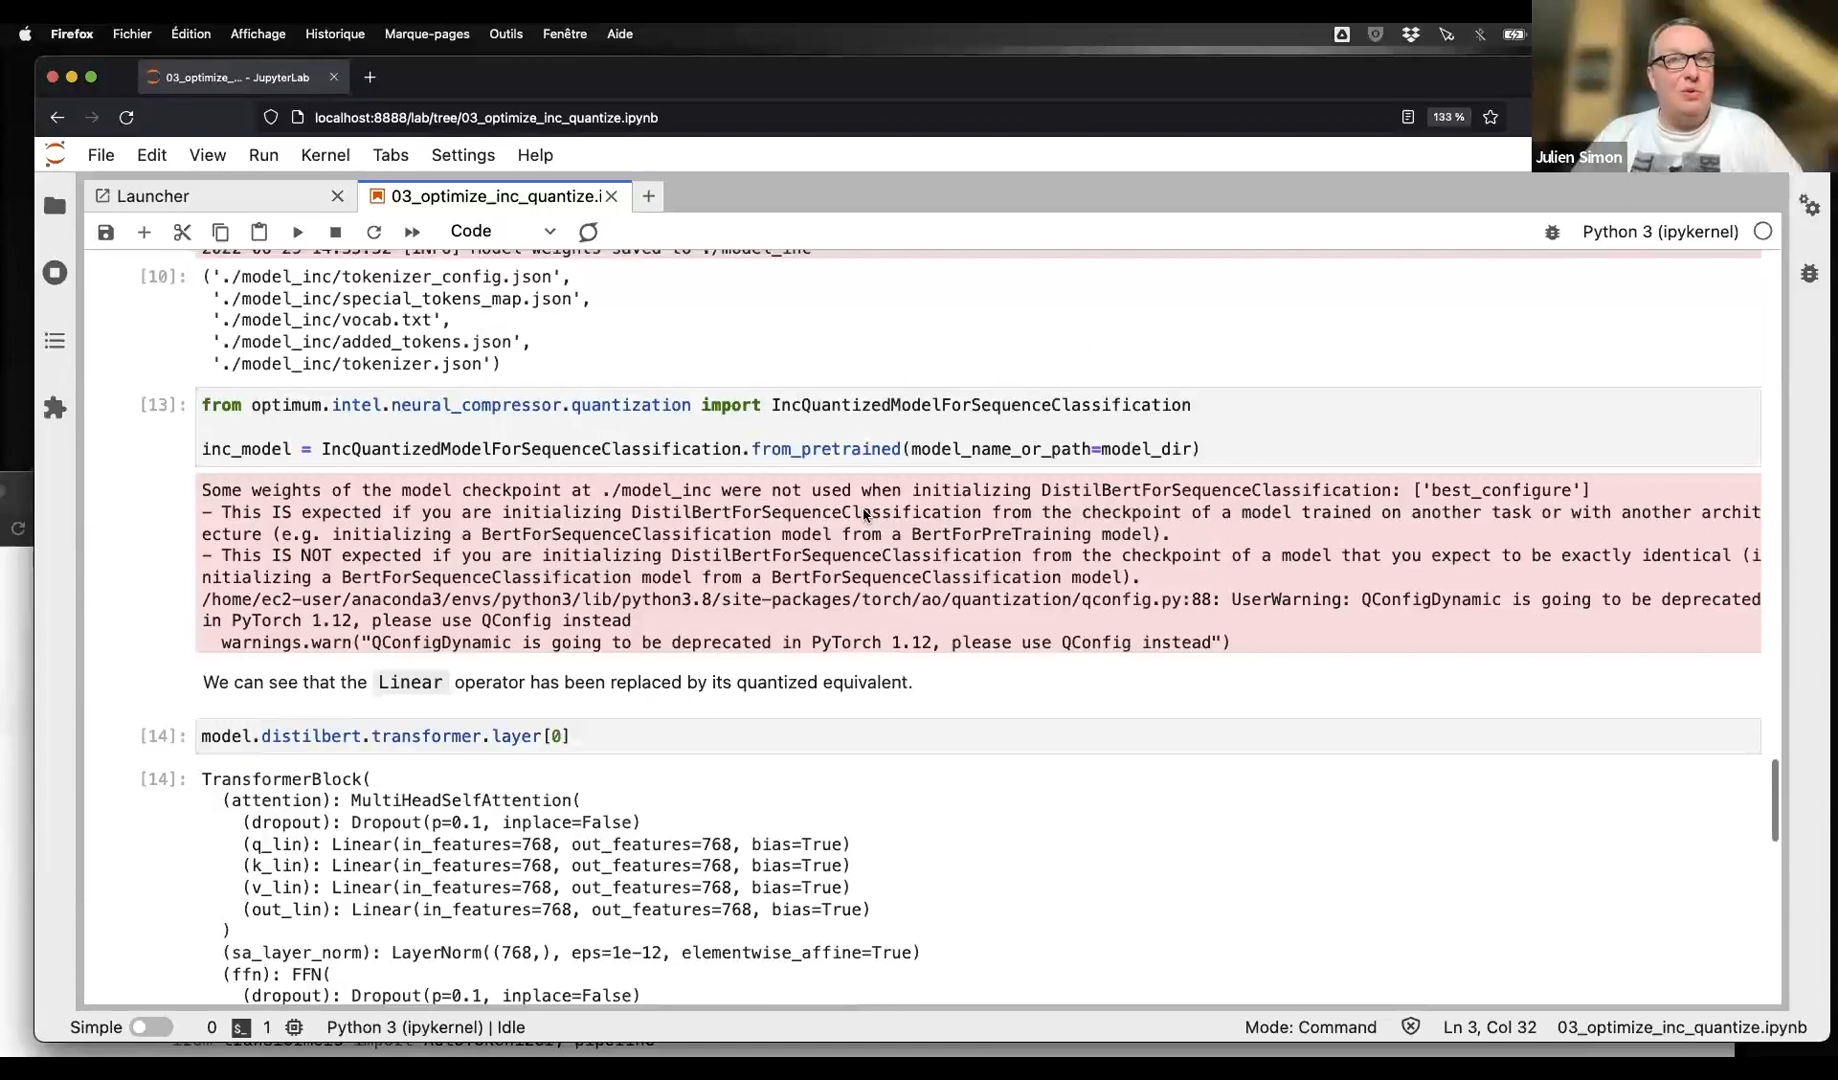 Firefox Fichier Édition Affichage Historique Marque-pages Outils Fenêtre Aide
03_optimize_... - JupyterLab
localhost:8888/lab/tree/03_optimize_inc_quantize.ipynb
133 %
Julien Simon
File Edit View Run Kernel Tabs Settings Help
Launcher
03_optimize_inc_quantize.i
Code
Python 3 (ipykernel)
[INFO] Model weights saved to ./model_inc
[10]: ('./model_inc/tokenizer_config.json',
'./model_inc/special_tokens_map.json',
'./model_inc/vocab.txt',
'./model_inc/added_tokens.json',
'./model_inc/tokenizer.json')
[13]: from optimum.intel.neural_compressor.quantization import IncQuantizedModelForSequenceClassification
inc_model = IncQuantizedModelForSequenceClassification.from_pretrained(model_name_or_path=model_dir)
Some weights of the model checkpoint at ./model_inc were not used when initializing DistilBertForSequenceClassification: ['best_configure']
- This IS expected if you are initializing DistilBertForSequenceClassification from the checkpoint of a model trained on another task or with another archit
ecture (e.g. initializing a BertForSequenceClassification model from a BertForPreTraining model).
- This IS NOT expected if you are initializing DistilBertForSequenceClassification from the checkpoint of a model that you expect to be exactly identical (i
nitializing a BertForSequenceClassification model from a BertForSequenceClassification model).
/home/ec2-user/anaconda3/envs/python3/lib/python3.8/site-packages/torch/ao/quantization/qconfig.py:88: UserWarning: QConfigDynamic is going to be deprecated
in PyTorch 1.12, please use QConfig instead
warnings.warn("QConfigDynamic is going to be deprecated in PyTorch 1.12, please use QConfig instead")
We can see that the Linear operator has been replaced by its quantized equivalent.
[14]: model.distilbert.transformer.layer[0]
[14]: TransformerBlock(
(attention): MultiHeadSelfAttention(
(dropout): Dropout(p=0.1, inplace=False)
(q_lin): Linear(in_features=768, out_features=768, bias=True)
(k_lin): Linear(in_features=768, out_features=768, bias=True)
(v_lin): Linear(in_features=768, out_features=768, bias=True)
(out_lin): Linear(in_features=768, out_features=768, bias=True)
)
(sa_layer_norm): LayerNorm((768,), eps=1e-12, elementwise_affine=True)
(ffn): FFN(
(dropout): Dropout(p=0.1, inplace=False)
Simple 0 1 Python 3 (ipykernel) | Idle Mode: Command Ln 3, Col 32 03_optimize_inc_quantize.ipynb